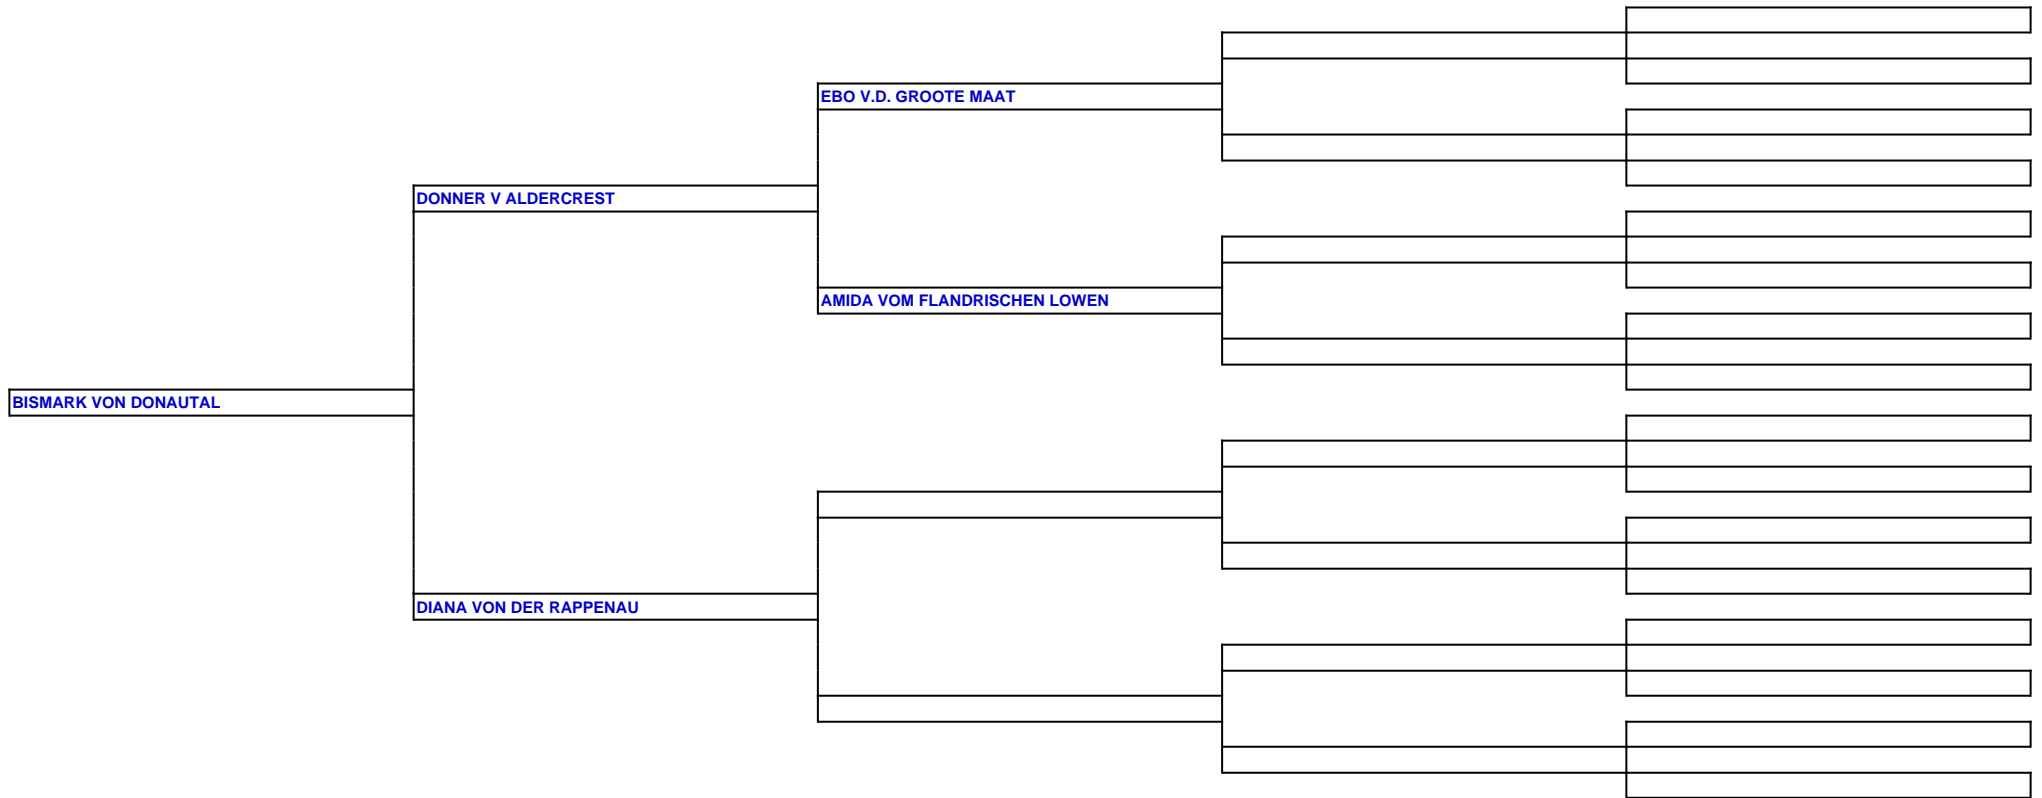 EBO V.D. GROOTE MAAT
DONNER V ALDERCREST
AMIDA VOM FLANDRISCHEN LOWEN
BISMARK VON DONAUTAL
DIANA VON DER RAPPENAU